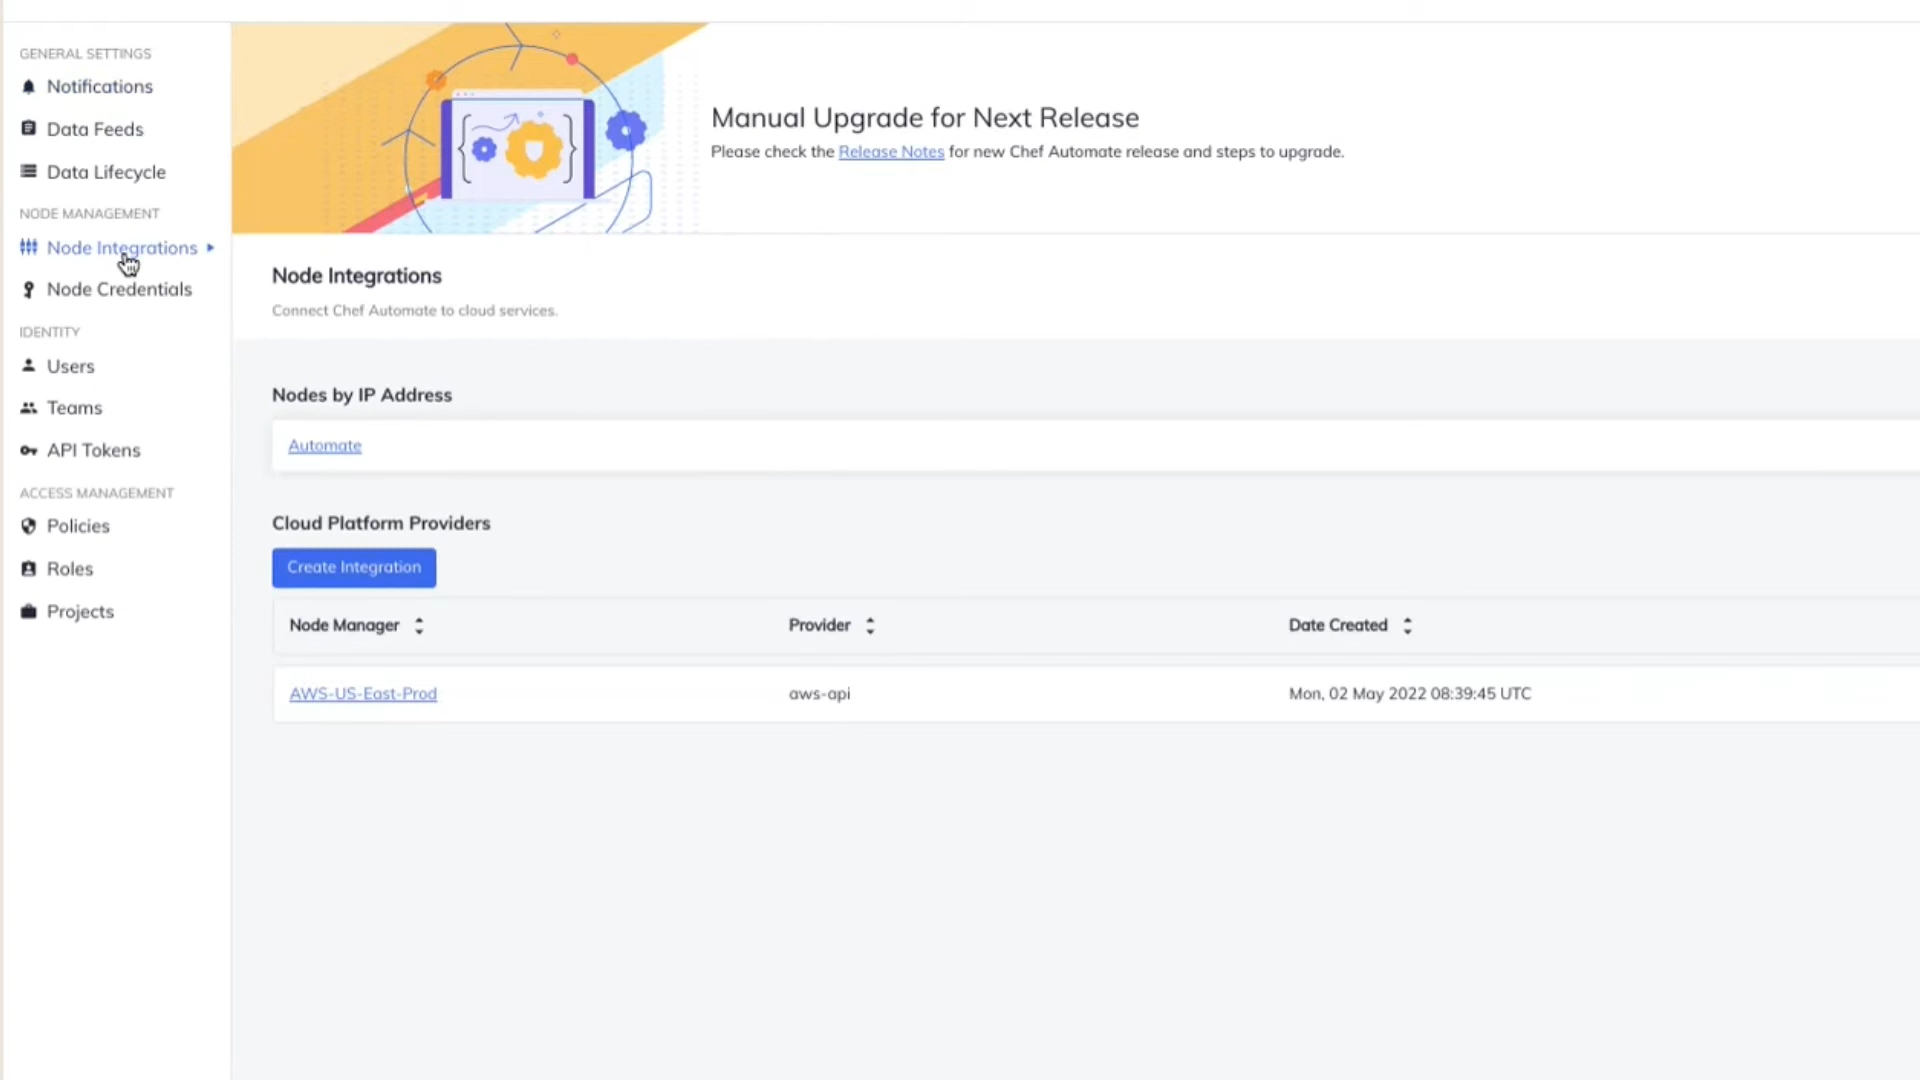 GENERAL SETTINGS
Notifications
Data Feeds
Data Lifecycle
NODE MANAGEMENT
Node Integrations
Node Credentials
IDENTITY
Users
Teams
API Tokens
ACCESS MANAGEMENT
Policies
Roles
Projects
Manual Upgrade for Next Release
Please check the Release Notes for new Chef Automate release and steps to upgrade.
Node Integrations
Connect Chef Automate to cloud services.
Nodes by IP Address
Automate
Cloud Platform Providers
Create Integration
Node Manager Provider Date Created
AWS-US-East-Prod aws-api Mon, 02 May 2022 08:39:45 UTC